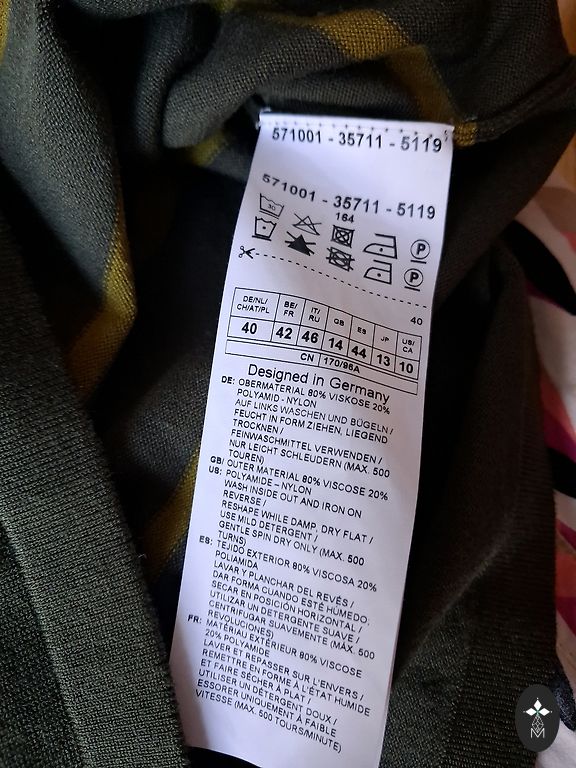 571001 - 35711 - 5119
571001 - 35711 - 5119
164
30
P
P
40
DE/NL/ CH/AT/PL BE/ FR IT/ RU GB ES JP US/ CA
40 42 46 14 44 13 10
CN 170/96A
Designed in Germany
DE: OBERMATERIAL 80% VISKOSE 20%
POLYAMID - NYLON
AUF LINKS WASCHEN UND BÜGELN /
FEUCHT IN FORM ZIEHEN, LIEGEND
TROCKNEN /
FEINWASCHMITTEL VERWENDEN /
NUR LEICHT SCHLEUDERN (MAX. 500
TOUREN)
GB/ OUTER MATERIAL 80% VISCOSE 20%
US: POLYAMIDE – NYLON
WASH INSIDE OUT AND IRON ON
REVERSE /
RESHAPE WHILE DAMP, DRY FLAT /
USE MILD DETERGENT /
GENTLE SPIN DRY ONLY (MAX. 500
TURNS)
ES: TEJIDO EXTERIOR 80% VISCOSA 20%
POLIAMIDA
LAVAR Y PLANCHAR DEL REVÉS /
DAR FORMA CUANDO ESTÉ HÚMEDO;
SECAR EN POSICIÓN HORIZONTAL /
UTILIZAR UN DETERGENTE SUAVE /
CENTRIFUGAR SUAVEMENTE (MÁX. 500
REVOLUCIONES)
FR: MATÉRIAU EXTÉRIEUR 80% VISCOSE
20% POLYAMIDE
LAVER ET REPASSER SUR L'ENVERS /
REMETTRE EN FORME À L'ÉTAT HUMIDE
ET FAIRE SÉCHER À PLAT /
UTILISER UN DÉTERGENT DOUX /
ESSORER UNIQUEMENT À FAIBLE
VITESSE (MAX. 500 TOURS/MINUTE)
M